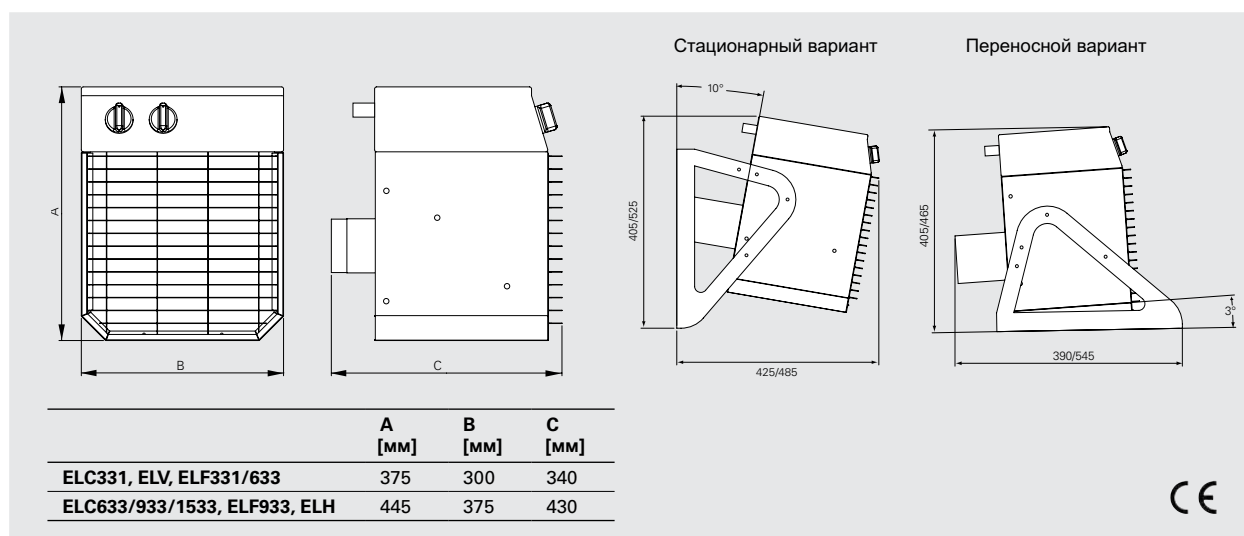 Стационарный вариант
Переносной вариант
10°
A
B
C
405/525
425/485
405/465
3°
390/545
A B C
[мм] [мм] [мм]
ELC331, ELV, ELF331/633 375 300 340
ELC633/933/1533, ELF933, ELH 445 375 430
CE